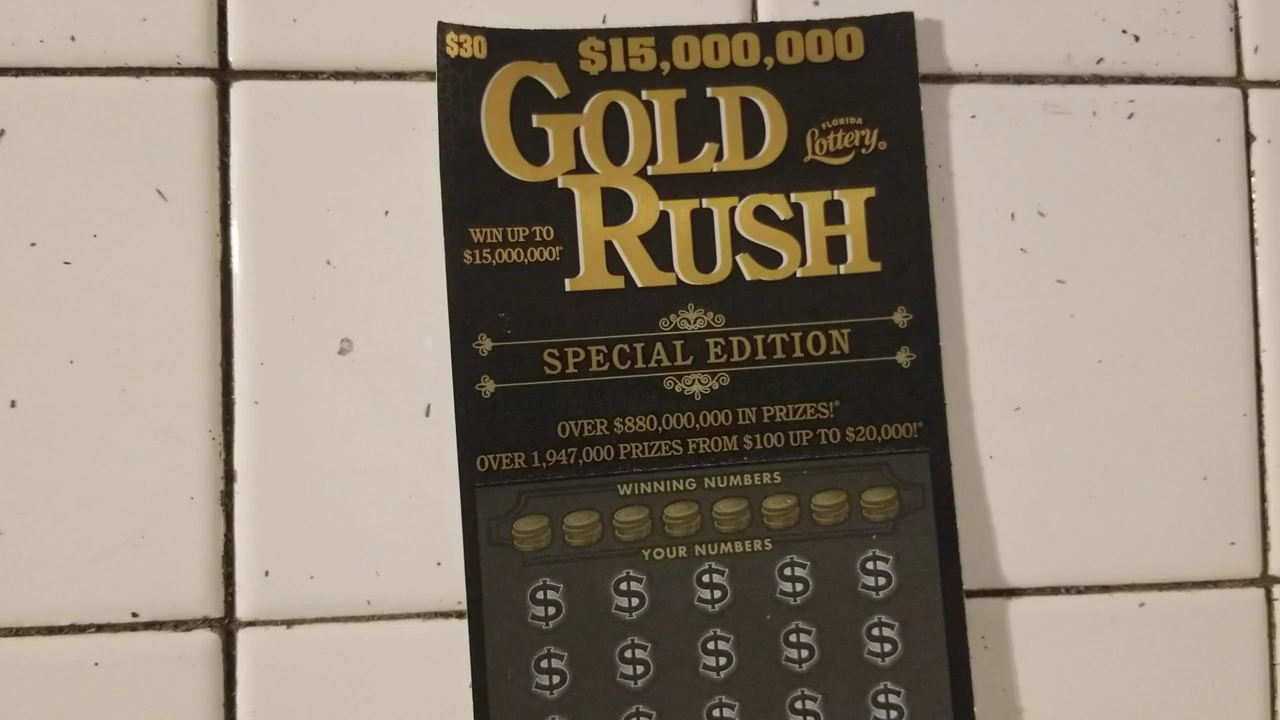 $30
$15,000,000
GOLD
RUSH
FLORIDA
Lottery®
WIN UP TO
$15,000,000!*
SPECIAL EDITION
OVER $880,000,000 IN PRIZES!*
OVER 1,947,000 PRIZES FROM $100 UP TO $20,000!*
WINNING NUMBERS
YOUR NUMBERS
$ $ $ $ $
$ $ $ $ $
$ $ $ $ $